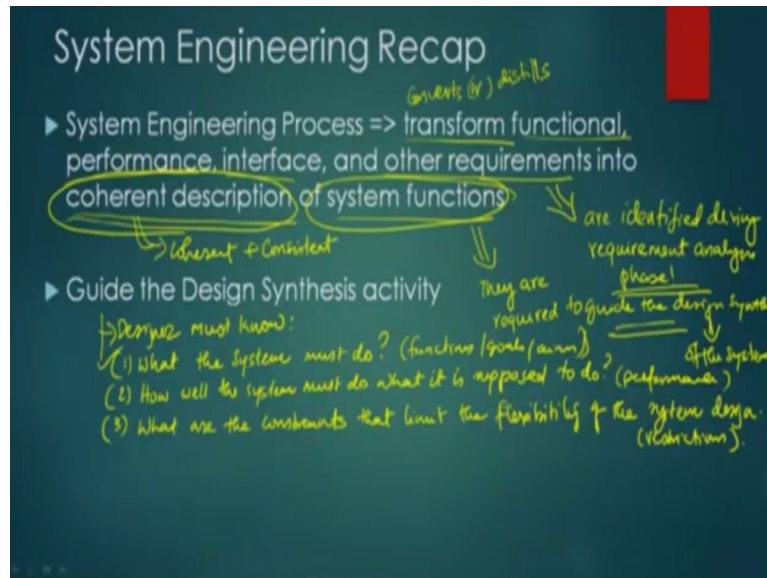 System Engineering Recap
Converts (or) distills
▶ System Engineering Process => transform functional,
performance, interface, and other requirements into
coherent description of system functions
are identified during
requirement analysis
phase!
→ Coherent + Consistent
They are
required to guide the design synth
of the system
▶ Guide the Design Synthesis activity
→ Designer must know:
(1) What the system must do? (functions/goals/aims)
(2) How well the system must do what it is supposed to do? (performance)
(3) What are the constraints that limit the flexibility of the system design
(restrictions).